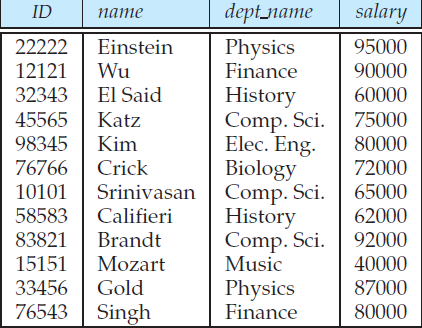 ID name dept_name salary
22222 Einstein Physics 95000
12121 Wu Finance 90000
32343 El Said History 60000
45565 Katz Comp. Sci. 75000
98345 Kim Elec. Eng. 80000
76766 Crick Biology 72000
10101 Srinivasan Comp. Sci. 65000
58583 Califieri History 62000
83821 Brandt Comp. Sci. 92000
15151 Mozart Music 40000
33456 Gold Physics 87000
76543 Singh Finance 80000